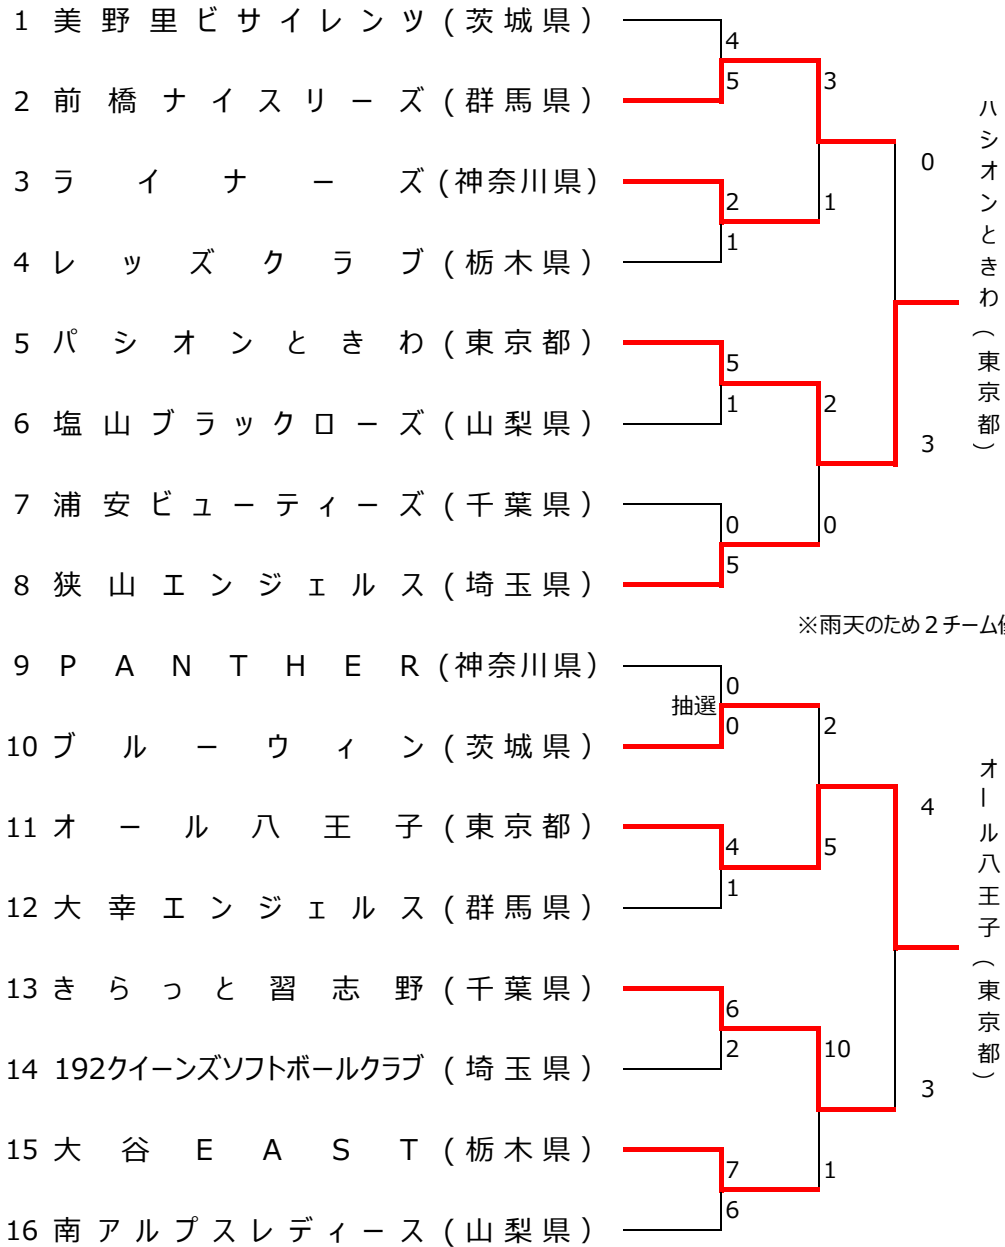 1 美野里ビサイレンツ(茨城県)
4
5
2 前橋ナイスリーズ(群馬県)
3
0
3 ライナーズ(神奈川県)
2
1
1
4 レッズクラブ(栃木県)
パシオンときわ(東京都)
5 パシオンときわ(東京都)
5
1
2
6 塩山ブラックローズ(山梨県)
3
7 浦安ビューティーズ(千葉県)
0
5
0
8 狭山エンジェルス(埼玉県)
※雨天のため2チーム
9 PANTHER(神奈川県)
0
抽選
0
2
10 ブルーウィン(茨城県)
4
オール八王子(東京都)
11 オール八王子(東京都)
4
1
5
12 大幸エンジェルス(群馬県)
13 きらっと習志野(千葉県)
6
2
10
14 192クイーンズソフトボールクラブ(埼玉県)
3
15 大谷EAST(栃木県)
7
6
1
16 南アルプスレディース(山梨県)